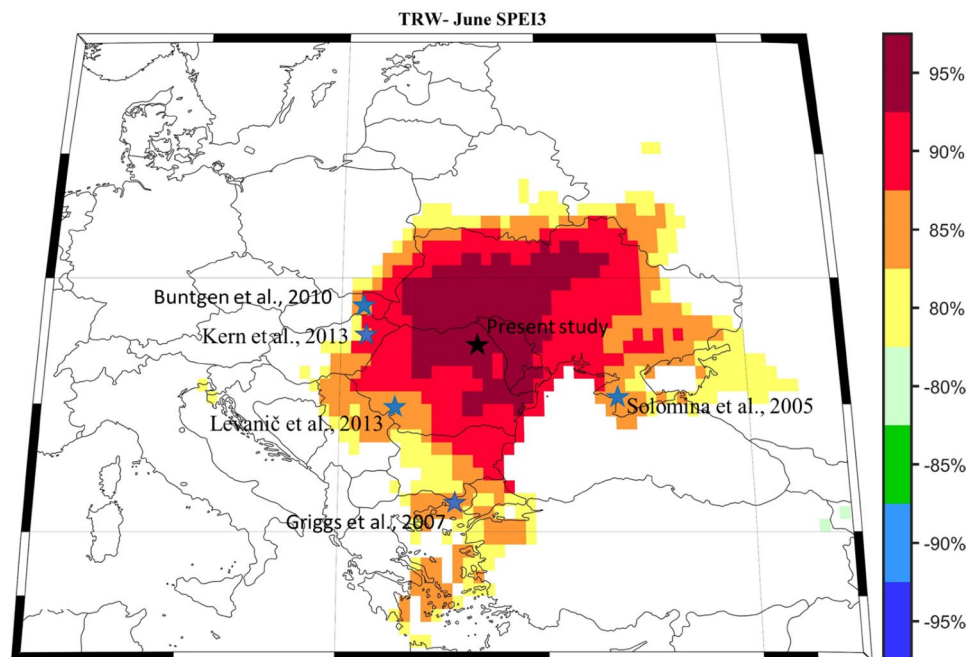 TRW- June SPEI3
95%
90%
85%
80%
-80%
-85%
-90%
-95%
Buntgen et al., 2010
Kern et al., 2013
Present study
Levanič et al., 2013
Solomina et al., 2005
Griggs et al., 2007